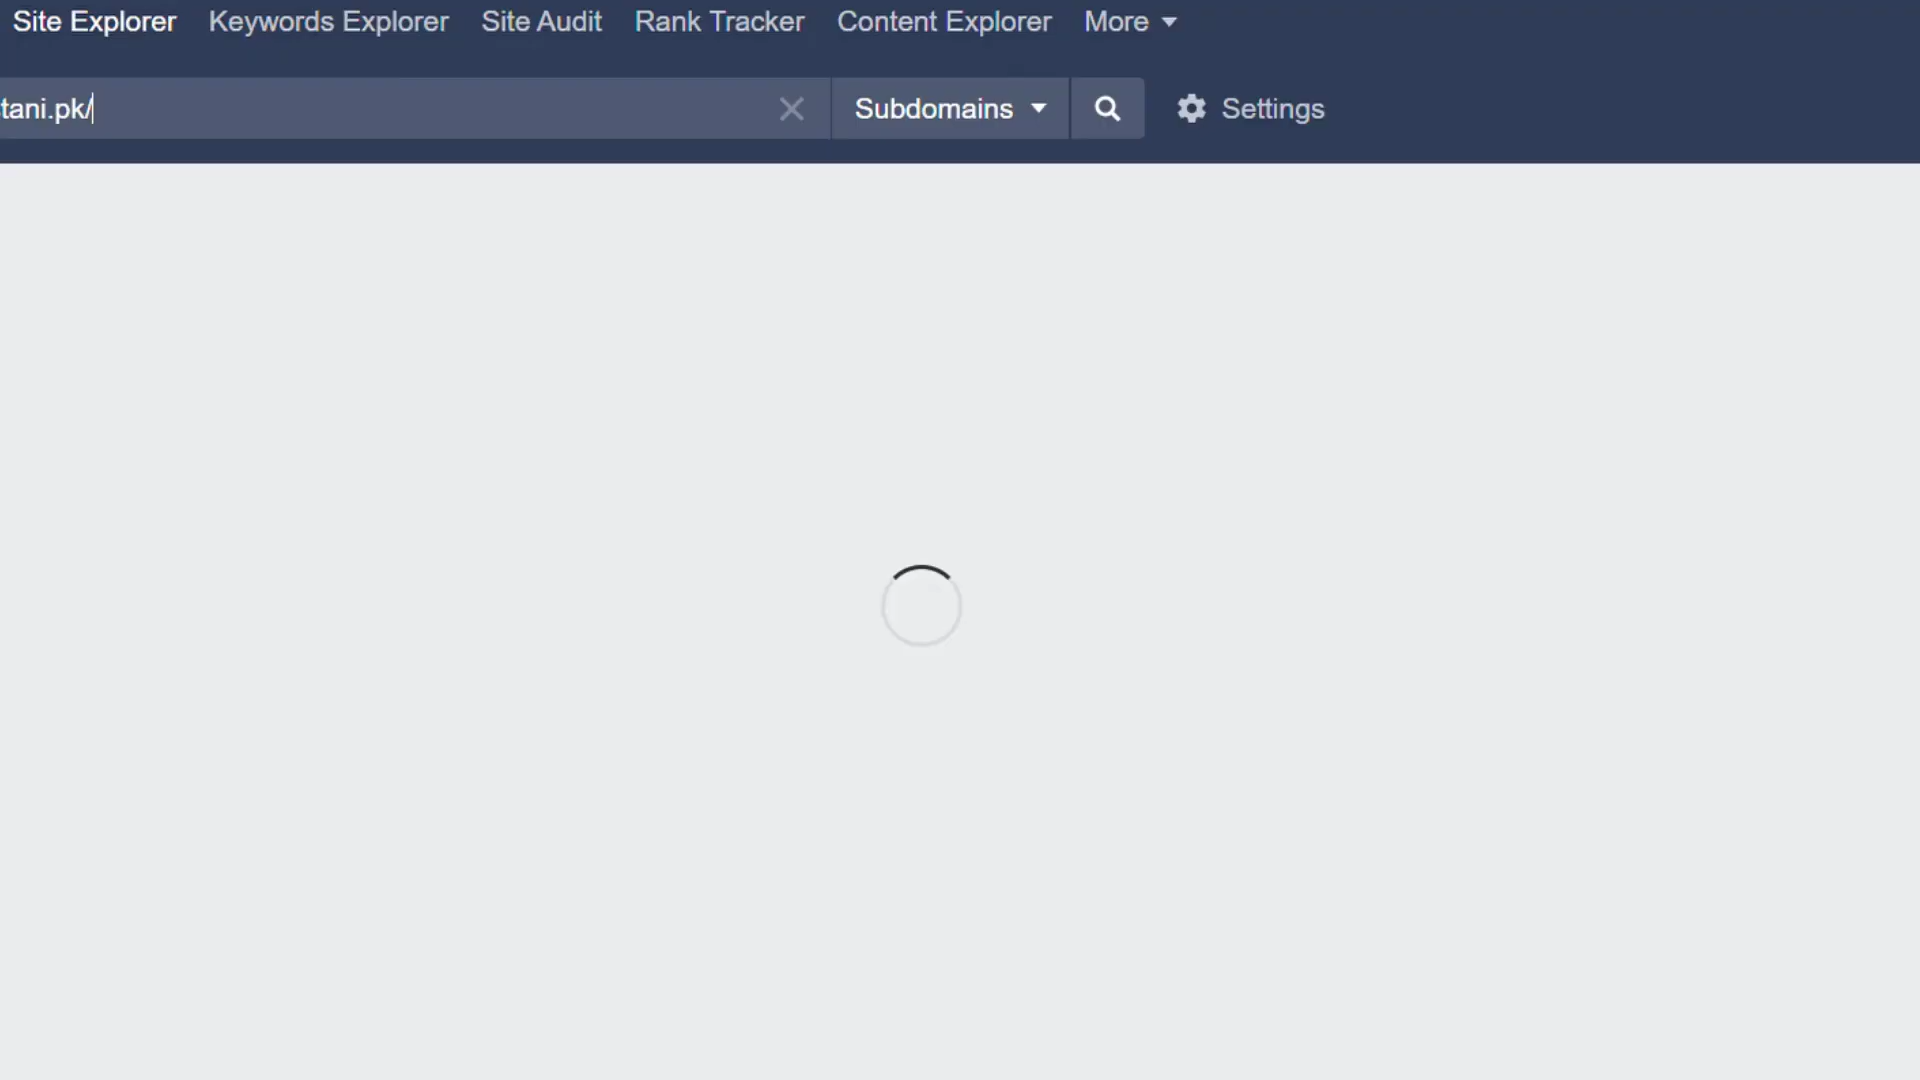 Site Explorer Keywords Explorer Site Audit Rank Tracker Content Explorer More
tani.pk/ Subdomains Settings